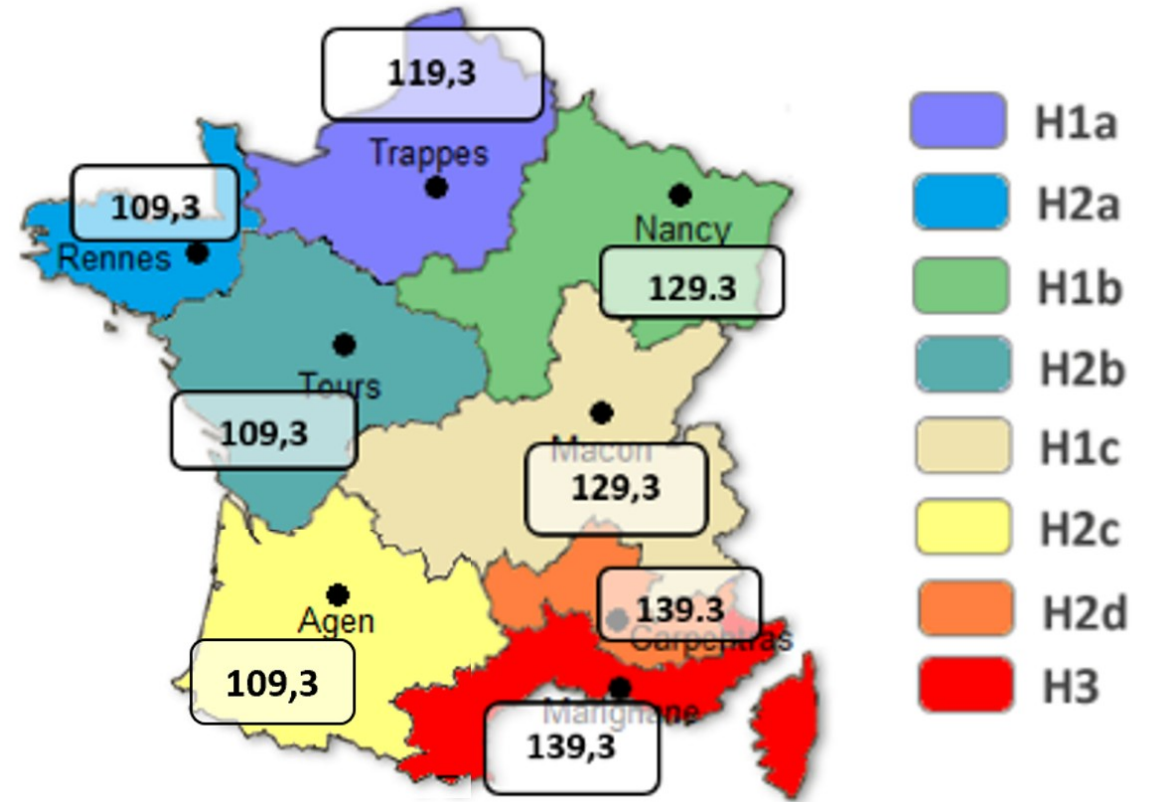 119,3
Trappes
109,3
Rennes
Nancy
129.3
Tours
109,3
Macon
129,3
Agen
109,3
139.3
Carpentras
Marignane
139,3
H1a
H2a
H1b
H2b
H1c
H2c
H2d
H3